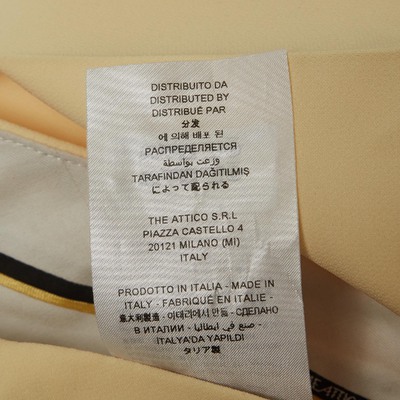 DISTRIBUITO DA
DISTRIBUTED BY
DISTRIBUÉ PAR
分发
에 의해 배포 된
РАСПРЕДЕЛЯЕТСЯ
وزعت بواسطة
TARAFINDAN DAĞITILMIŞ
によって配られる
THE ATTICO S.R.L
PIAZZA CASTELLO 4
20121 MILANO (MI)
ITALY
PRODOTTO IN ITALIA - MADE IN
ITALY - FABRIQUÉ EN ITALIE -
意大利製造 - 이태리에서 만듦 - СДЕЛАНО
В ИТАЛИИ - صنع في ايطاليا -
ITALYA'DA YAPILDI
タリア製
ATTICO